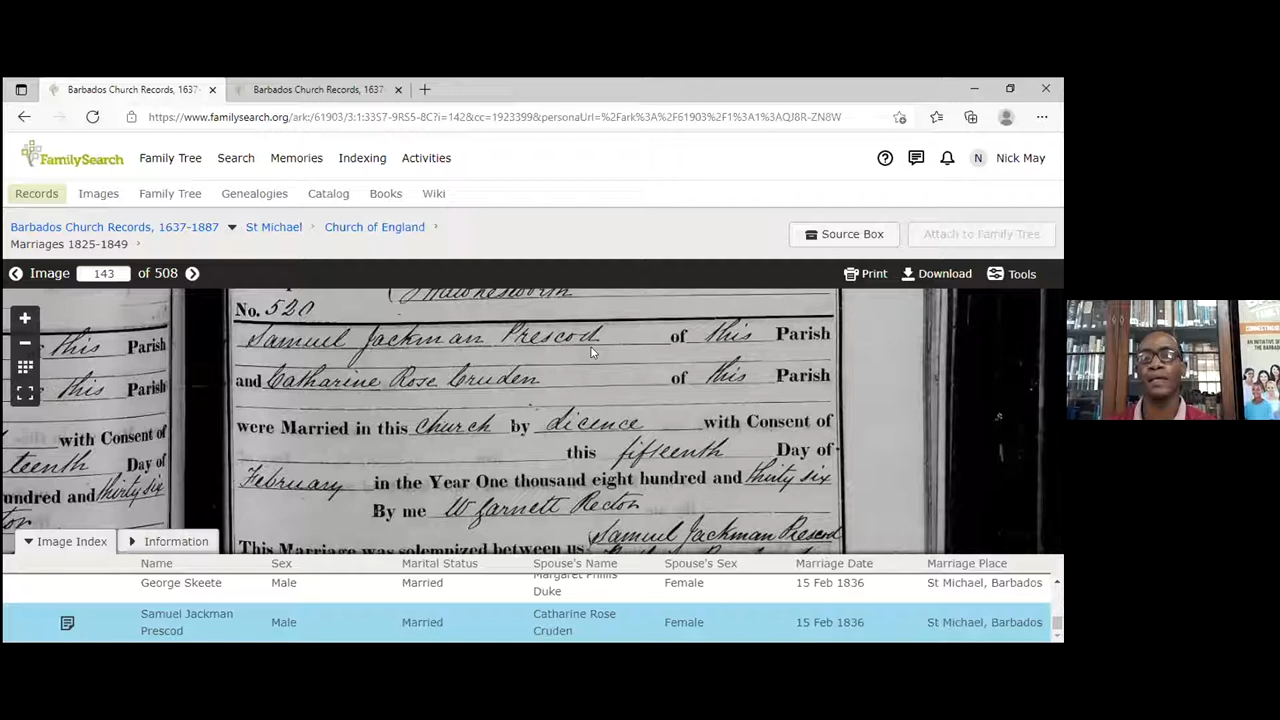 Barbados Church Records, 1637-
Barbados Church Records, 1637-
https://www.familysearch.org/ark:/61903/3:1:33S7-9RS5-8C?i=142&cc=1923399&personaUrl=%2Fark%3A%2F61903%2F1%3A1%3AQJ8R-ZN8W
FamilySearch Family Tree Search Memories Indexing Activities
N Nick May
Records Images Family Tree Genealogies Catalog Books Wiki
Barbados Church Records, 1637-1887 St Michael Church of England
Marriages 1825-1849
Source Box Attach to Family Tree
Image 143 of 508 Print Download Tools
No. 520
Samuel Jackman Prescod of this Parish
this Parish
and Catharine Rose Cruden of this Parish
this Parish
were Married in this Church by Licence with Consent of
with Consent of
this fifteenth Day of
teenth Day of
February in the Year One thousand eight hundred and thirty six
undred and thirty six
By me W Garnett Rector
Samuel Jackman Prescod
This Marriage was solemnized between us
Image Index Information
Name Sex Marital Status Spouse's Name Spouse's Sex Marriage Date Marriage Place
George Skeete Male Married Margaret Phillis Duke Female 15 Feb 1836 St Michael, Barbados
Samuel Jackman Prescod Male Married Catharine Rose Cruden Female 15 Feb 1836 St Michael, Barbados
CONNECTING
AN INITIATIVE OF
THE BARBAD